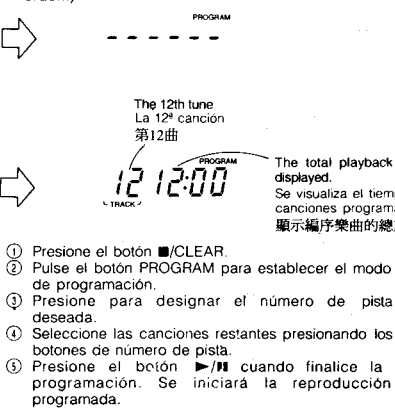 PROGRAM
- - - - - -
The 12th tune
La 12ª canción
第12曲
PROGRAM
12 12:00
TRACK
The total playback
displayed.
Se visualiza el
canciones
顯示編序樂曲的
① Presione el botón ■/CLEAR.
② Pulse el botón PROGRAM para establecer el modo
de programación.
③ Presione para designar el número de pista
deseada.
④ Seleccione las canciones restantes presionando los
botones de número de pista.
⑤ Presione el botón ►/❚❚ cuando finalice la
programación. Se iniciará la reproducción
programada.